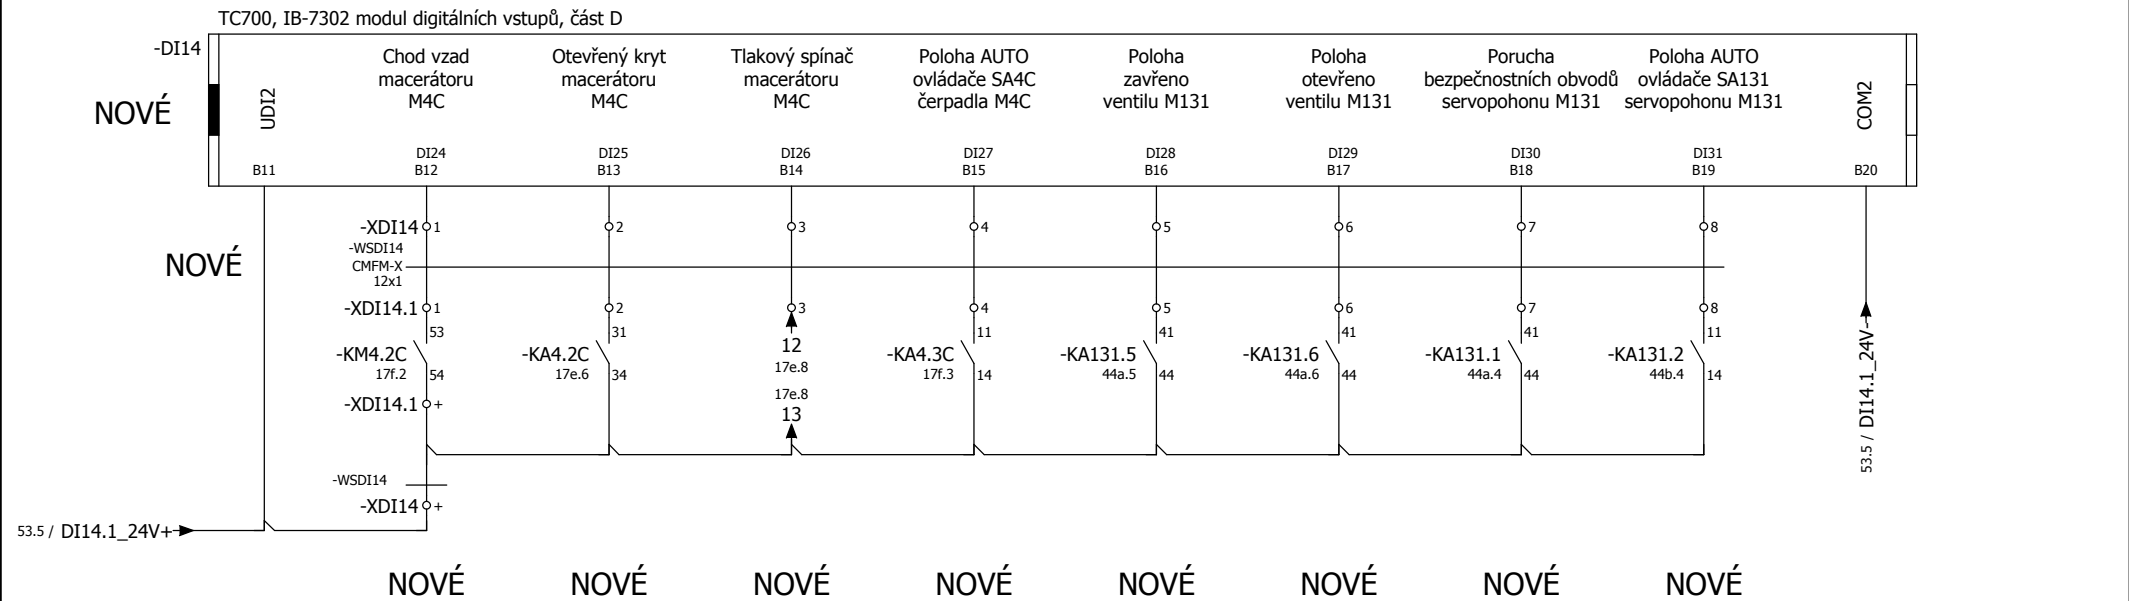 TC700, IB-7302 modul digitálních vstupů, část D
-DI14
NOVÉ
UDI2
Chod vzad
macerátoru
M4C
Otevřený kryt
macerátoru
M4C
Tlakový spínač
macerátoru
M4C
Poloha AUTO
ovládače SA4C
čerpadla M4C
Poloha
zavřeno
ventilu M131
Poloha
otevřeno
ventilu M131
Porucha
bezpečnostních obvodů
servopohonu M131
Poloha AUTO
ovládače SA131
servopohonu M131
COM2
DI24 DI25 DI26 DI27 DI28 DI29 DI30 DI31
B11 B12 B13 B14 B15 B16 B17 B18 B19 B20
-XDI14 1 2 3 4 5 6 7 8
-WSDI14
CMFM-X
12x1
NOVÉ
-XDI14.1 1 2 3 4 5 6 7 8
53 31 11 41 41 41 11
-KM4.2C
17f.2 54
-KA4.2C
17e.6 34
12
17e.8
17e.8
13
-KA4.3C
17f.3 14
-KA131.5
44a.5 44
-KA131.6
44a.6 44
-KA131.1
44a.4 44
-KA131.2
44b.4 14
53.5 / DI14.1_24V-
-XDI14.1 +
-WSDI14
-XDI14 +
53.5 / DI14.1_24V+
NOVÉ NOVÉ NOVÉ NOVÉ NOVÉ NOVÉ NOVÉ NOVÉ